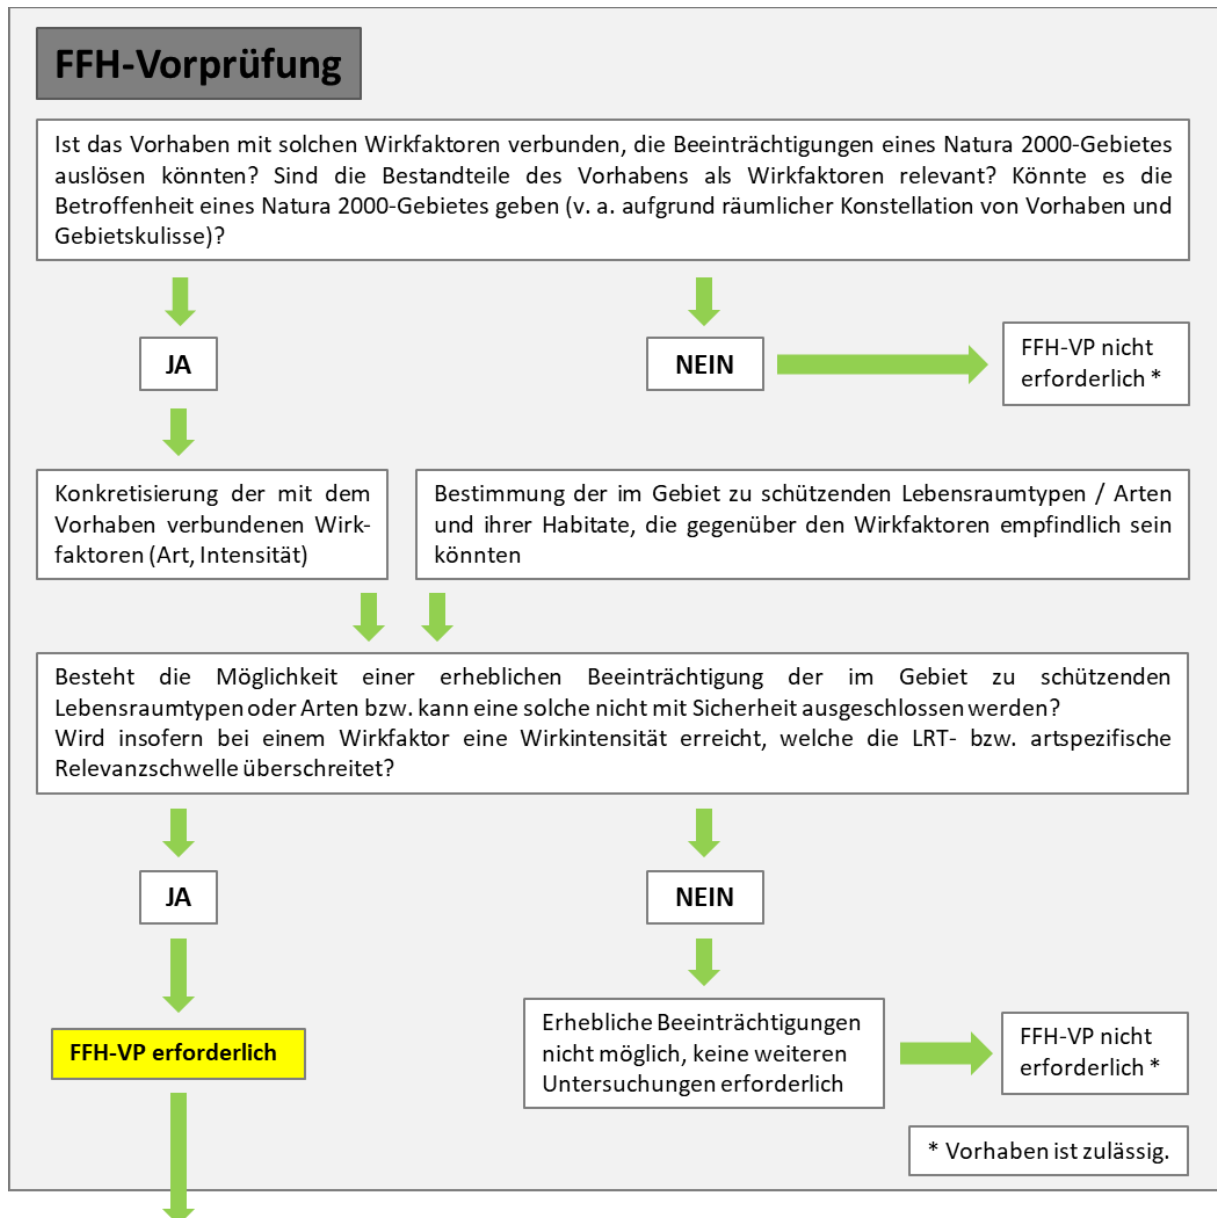 FFH-Vorprüfung
Ist das Vorhaben mit solchen Wirkfaktoren verbunden, die Beeinträchtigungen eines Natura 2000-Gebietes
auslösen könnten? Sind die Bestandteile des Vorhabens als Wirkfaktoren relevant? Könnte es die
Betroffenheit eines Natura 2000-Gebietes geben (v. a. aufgrund räumlicher Konstellation von Vorhaben und
Gebietskulisse)?
JA
NEIN
FFH-VP nicht
erforderlich *
Konkretisierung der mit dem
Vorhaben verbundenen Wirk-
faktoren (Art, Intensität)
Bestimmung der im Gebiet zu schützenden Lebensraumtypen / Arten
und ihrer Habitate, die gegenüber den Wirkfaktoren empfindlich sein
könnten
Besteht die Möglichkeit einer erheblichen Beeinträchtigung der im Gebiet zu schützenden
Lebensraumtypen oder Arten bzw. kann eine solche nicht mit Sicherheit ausgeschlossen werden?
Wird insofern bei einem Wirkfaktor eine Wirkintensität erreicht, welche die LRT- bzw. artspezifische
Relevanzschwelle überschreitet?
JA
NEIN
FFH-VP erforderlich
Erhebliche Beeinträchtigungen
nicht möglich, keine weiteren
Untersuchungen erforderlich
FFH-VP nicht
erforderlich *
* Vorhaben ist zulässig.